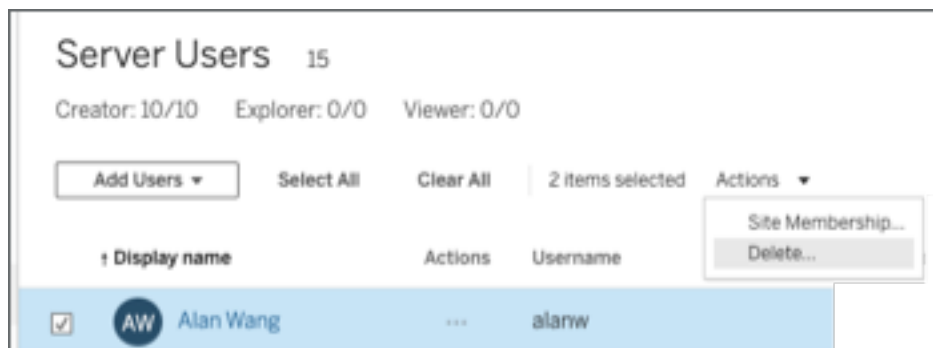 Server Users 15
Creator: 10/10 Explorer: 0/0 Viewer: 0/0
Add Users Select All Clear All 2 items selected Actions
Site Membership...
Delete...
↑ Display name Actions Username
AW Alan Wang ... alanw